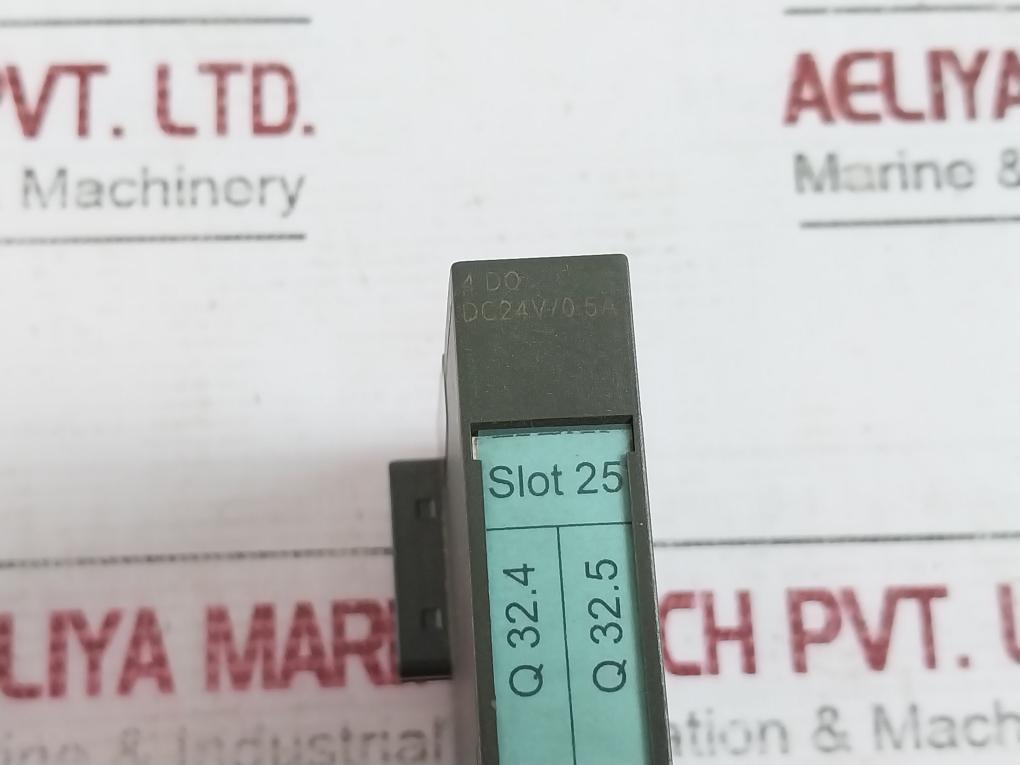 PVT. LTD.
Machinery
AELIYA
Marine &
4 DO
DC24V/0.5A
Slot 25
Q 32.4
Q 32.5
LIYA MAR
CH PVT.
& Industrial
& Mach